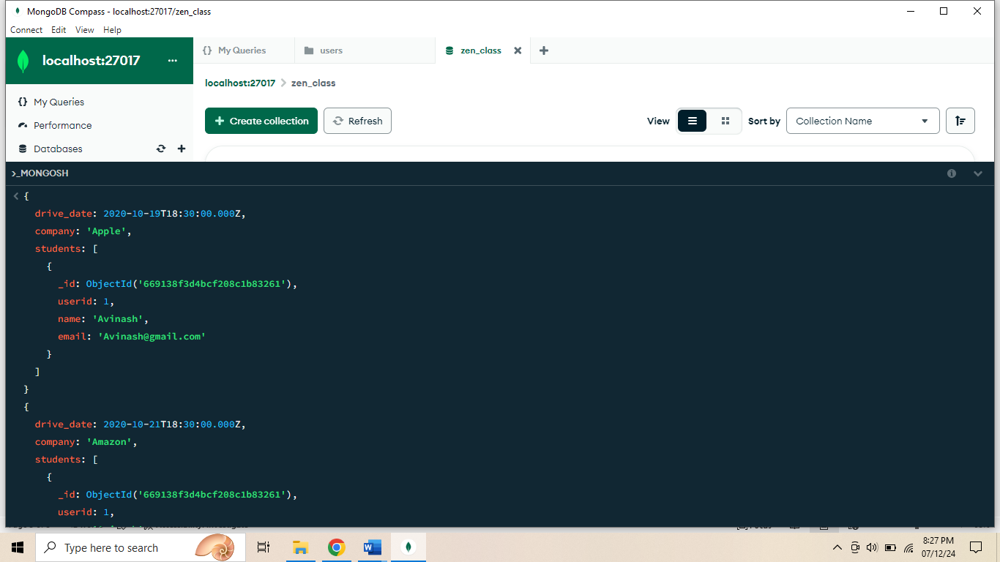 MongoDB Compass - localhost:27017/zen_class
Connect Edit View Help
localhost:27017 ...
My Queries
users
zen_class
localhost:27017 > zen_class
{} My Queries
Performance
Databases
+ Create collection
Refresh
View
Sort by
Collection Name
>_MONGOSH
{
drive_date: 2020-10-19T18:30:00.000Z,
company: 'Apple',
students: [
{
_id: ObjectId('669138f3d4bcf208c1b83261'),
userid: 1,
name: 'Avinash',
email: 'Avinash@gmail.com'
}
]
}
{
drive_date: 2020-10-21T18:30:00.000Z,
company: 'Amazon',
students: [
{
_id: ObjectId('669138f3d4bcf208c1b83261'),
userid: 1,
Type here to search
8:27 PM
07/12/24